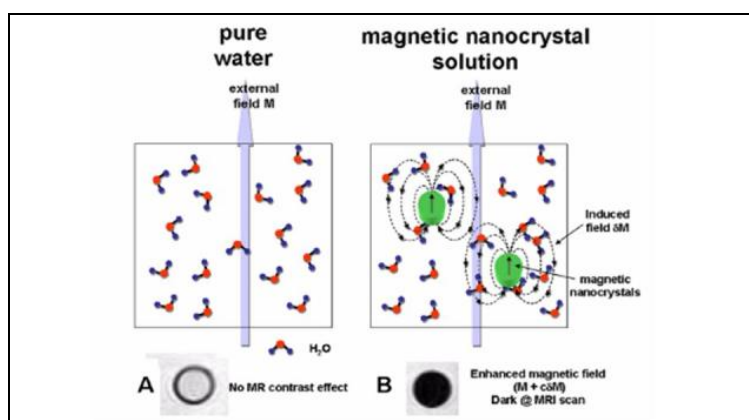 pure
water
magnetic nanocrystal
solution
external
field M
external
field M
Induced
field δM
magnetic
nanocrystals
H₂O
A
No MR contrast effect
B
Enhanced magnetic field
(M + cδM)
Dark @ MRI scan